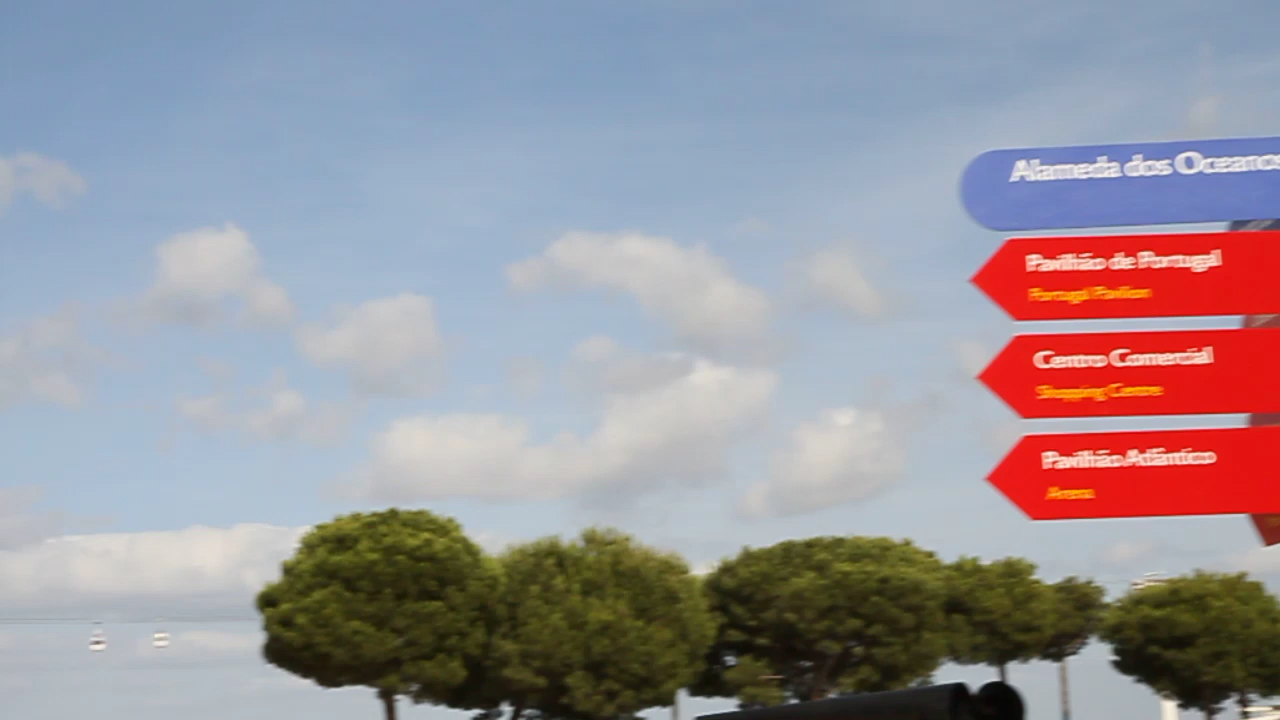 Alameda dos Oceanos
Pavilhão de Portugal
Portugal Pavilion
Centro Comercial
Shopping Centre
Pavilhão Atlântico
Arena